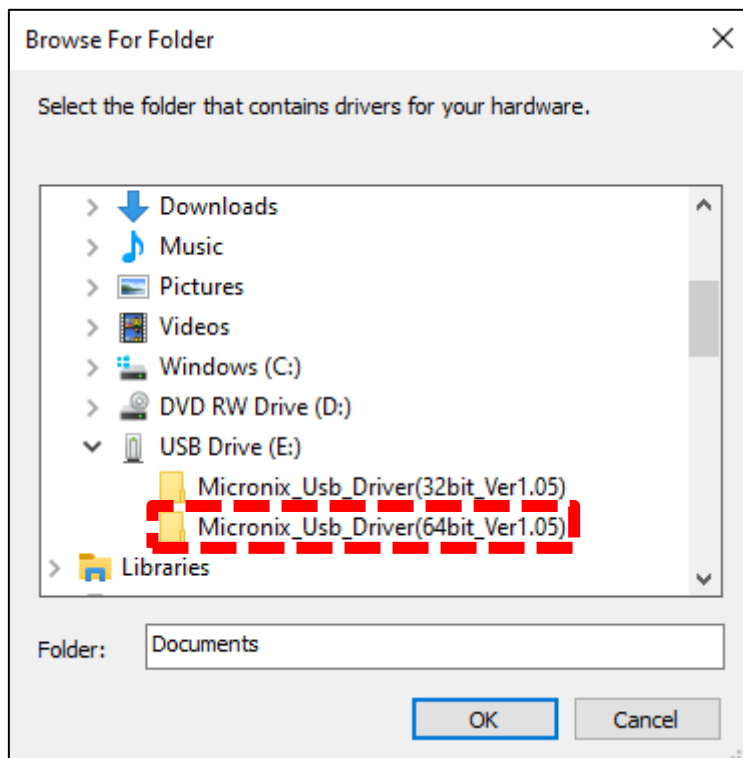 Browse For Folder
Select the folder that contains drivers for your hardware.
Downloads
Music
Pictures
Videos
Windows (C:)
DVD RW Drive (D:)
USB Drive (E:)
Micronix_Usb_Driver(32bit_Ver1.05)
Micronix_Usb_Driver(64bit_Ver1.05)
Libraries
Folder: Documents
OK Cancel